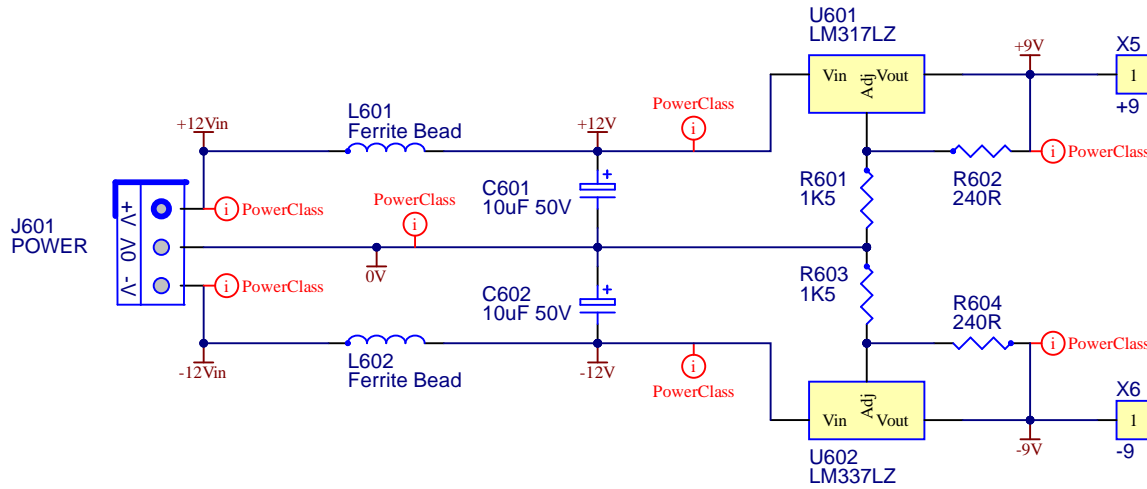 U601
LM317LZ
X5
+9V
Vin
Adj
Vout
1
+9
L601
Ferrite Bead
+12Vin
+12V
PowerClass
i
i
PowerClass
R601
1K5
R602
240R
C601
10uF 50V
PowerClass
i
i
PowerClass
J601
POWER
+V
0V
-V
0V
i
PowerClass
R603
1K5
C602
10uF 50V
R604
240R
i
PowerClass
-12Vin
L602
Ferrite Bead
-12V
i
PowerClass
X6
Vin
Adj
Vout
1
-9
-9V
U602
LM337LZ